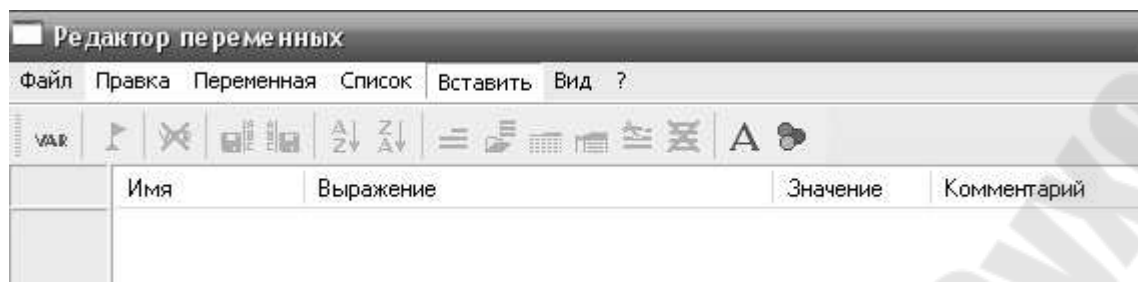 Редактор переменных
Файл Правка Переменная Список Вставить Вид ?
VAR A Z Z A A
Имя Выражение Значение Комментарий